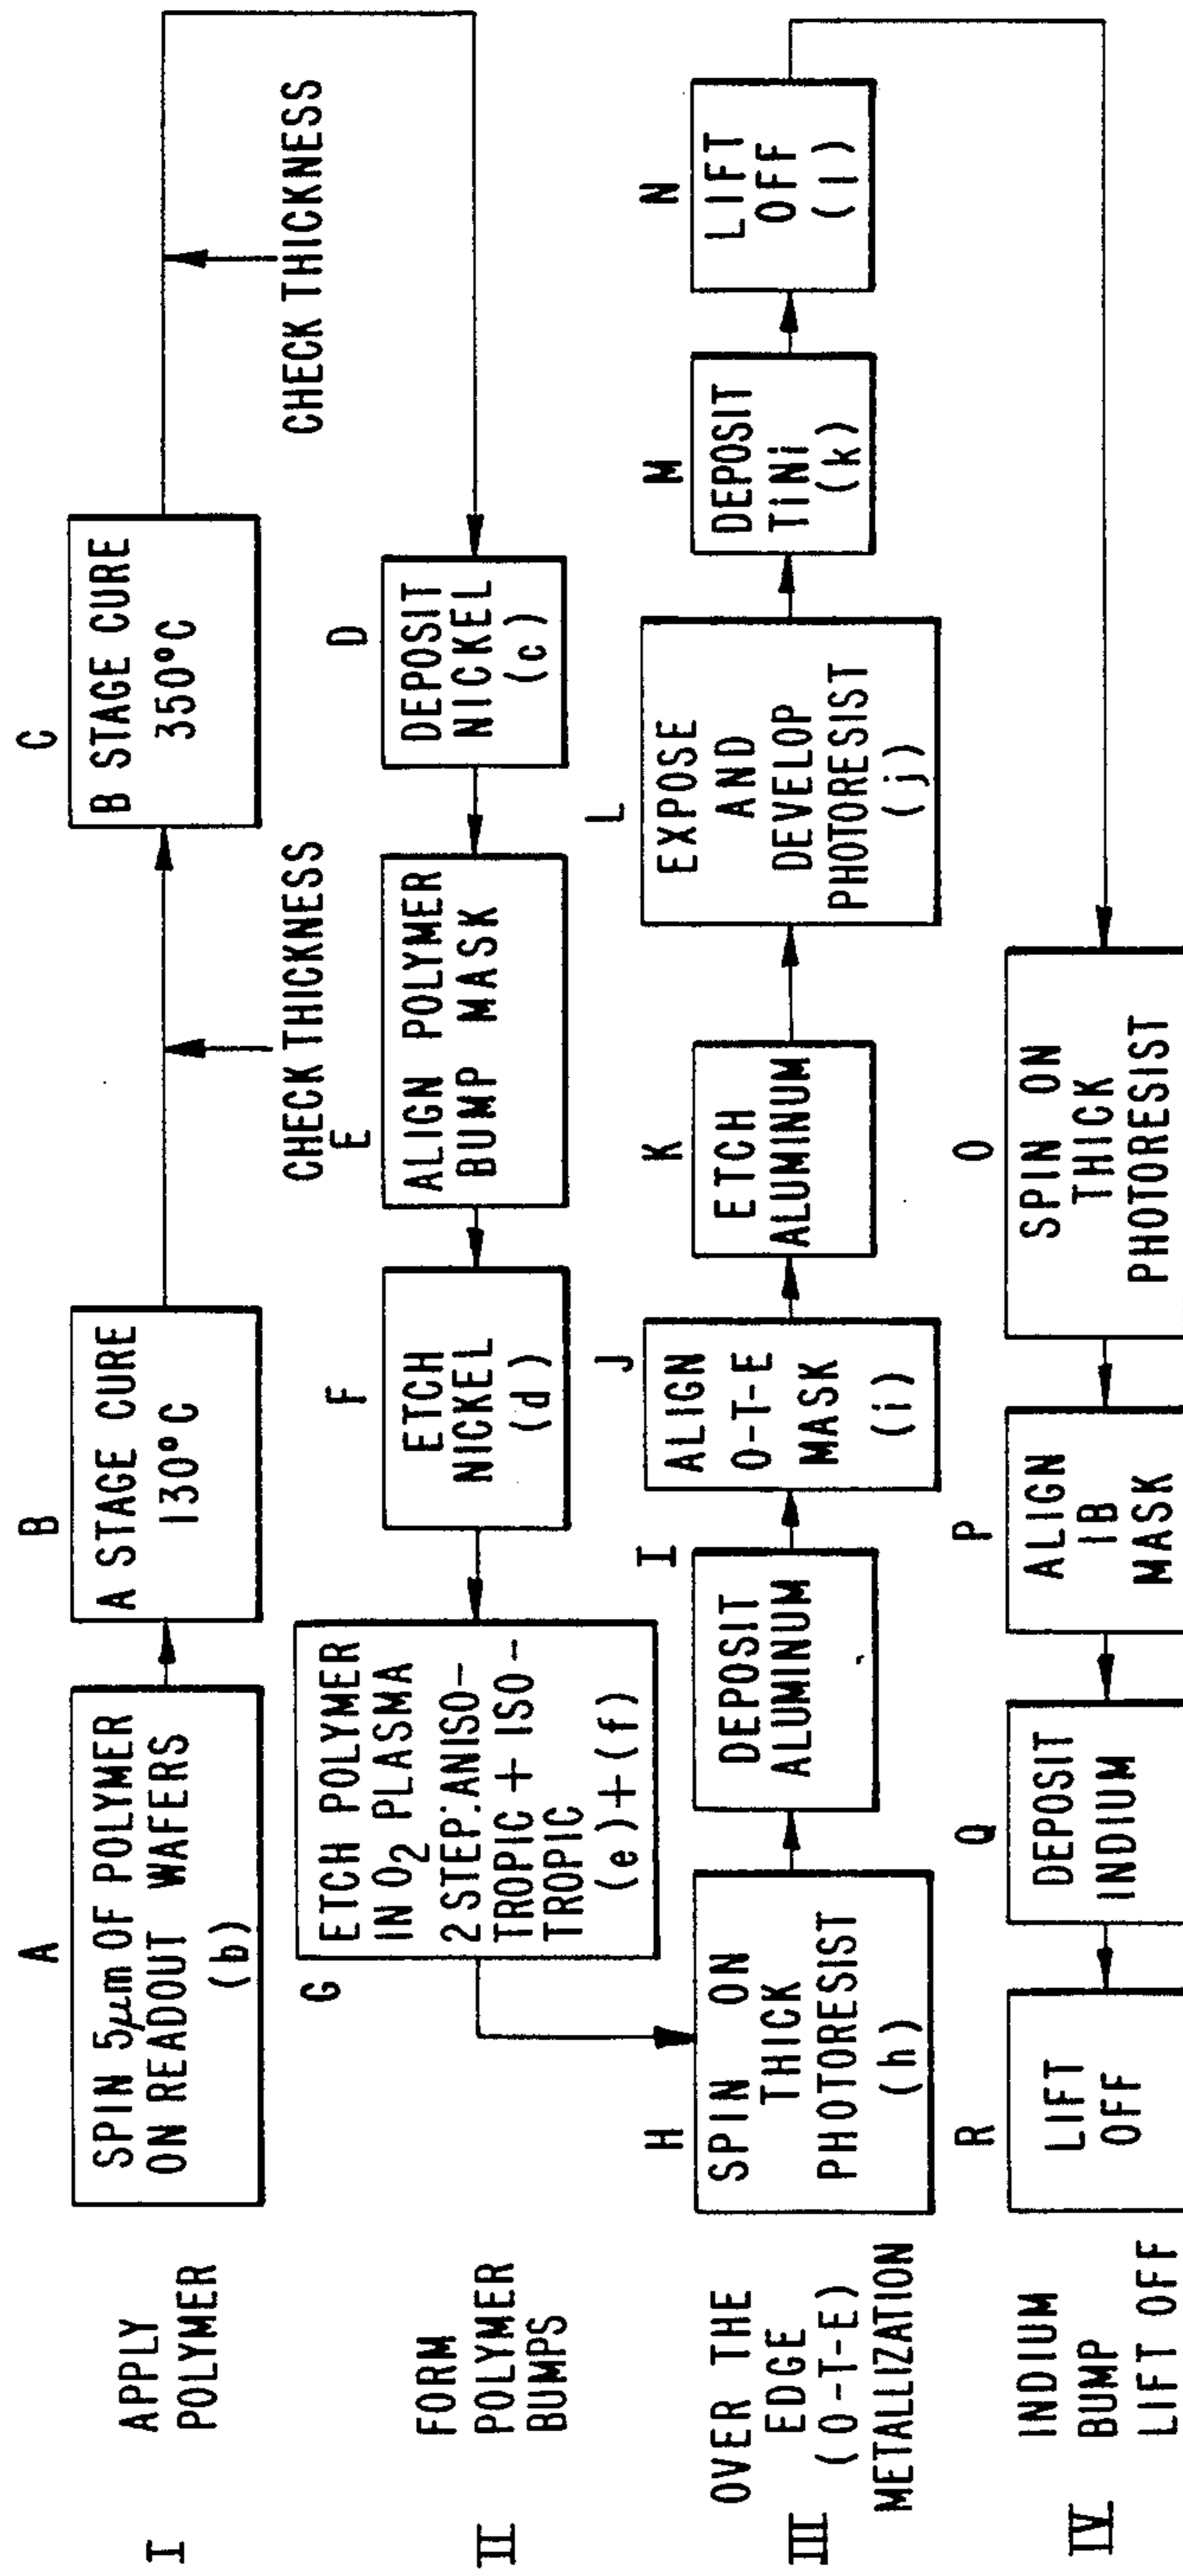 I
APPLY
POLYMER
A
SPIN 5μm OF POLYMER
ON READOUT WAFERS
(b)
B
A STAGE CURE
130°C
CHECK THICKNESS
C
B STAGE CURE
350°C
CHECK THICKNESS
II
FORM
POLYMER
BUMPS
D
DEPOSIT
NICKEL
(c)
E
ALIGN POLYMER
BUMP MASK
F
ETCH
NICKEL
(d)
G
ETCH POLYMER
IN O2 PLASMA
2 STEP: ANISO-
TROPIC + ISO-
TROPIC
(e)+(f)
III
OVER THE
EDGE
(O-T-E)
METALLIZATION
H
SPIN ON
THICK
PHOTORESIST
(h)
I
DEPOSIT
ALUMINUM
J
ALIGN
O-T-E
MASK
(i)
K
ETCH
ALUMINUM
L
EXPOSE
AND
DEVELOP
PHOTORESIST
(j)
M
DEPOSIT
TiNi
(k)
N
LIFT
OFF
(l)
IV
INDIUM
BUMP
LIFT OFF
O
SPIN ON
THICK
PHOTORESIST
P
ALIGN
IB
MASK
Q
DEPOSIT
INDIUM
R
LIFT
OFF